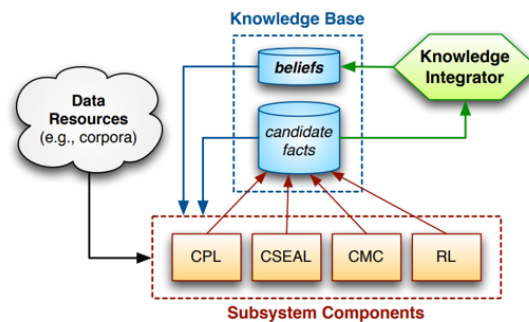 Knowledge Base
beliefs
Knowledge
Integrator
Data
Resources
(e.g., corpora)
candidate
facts
CPL
CSEAL
CMC
RL
Subsystem Components